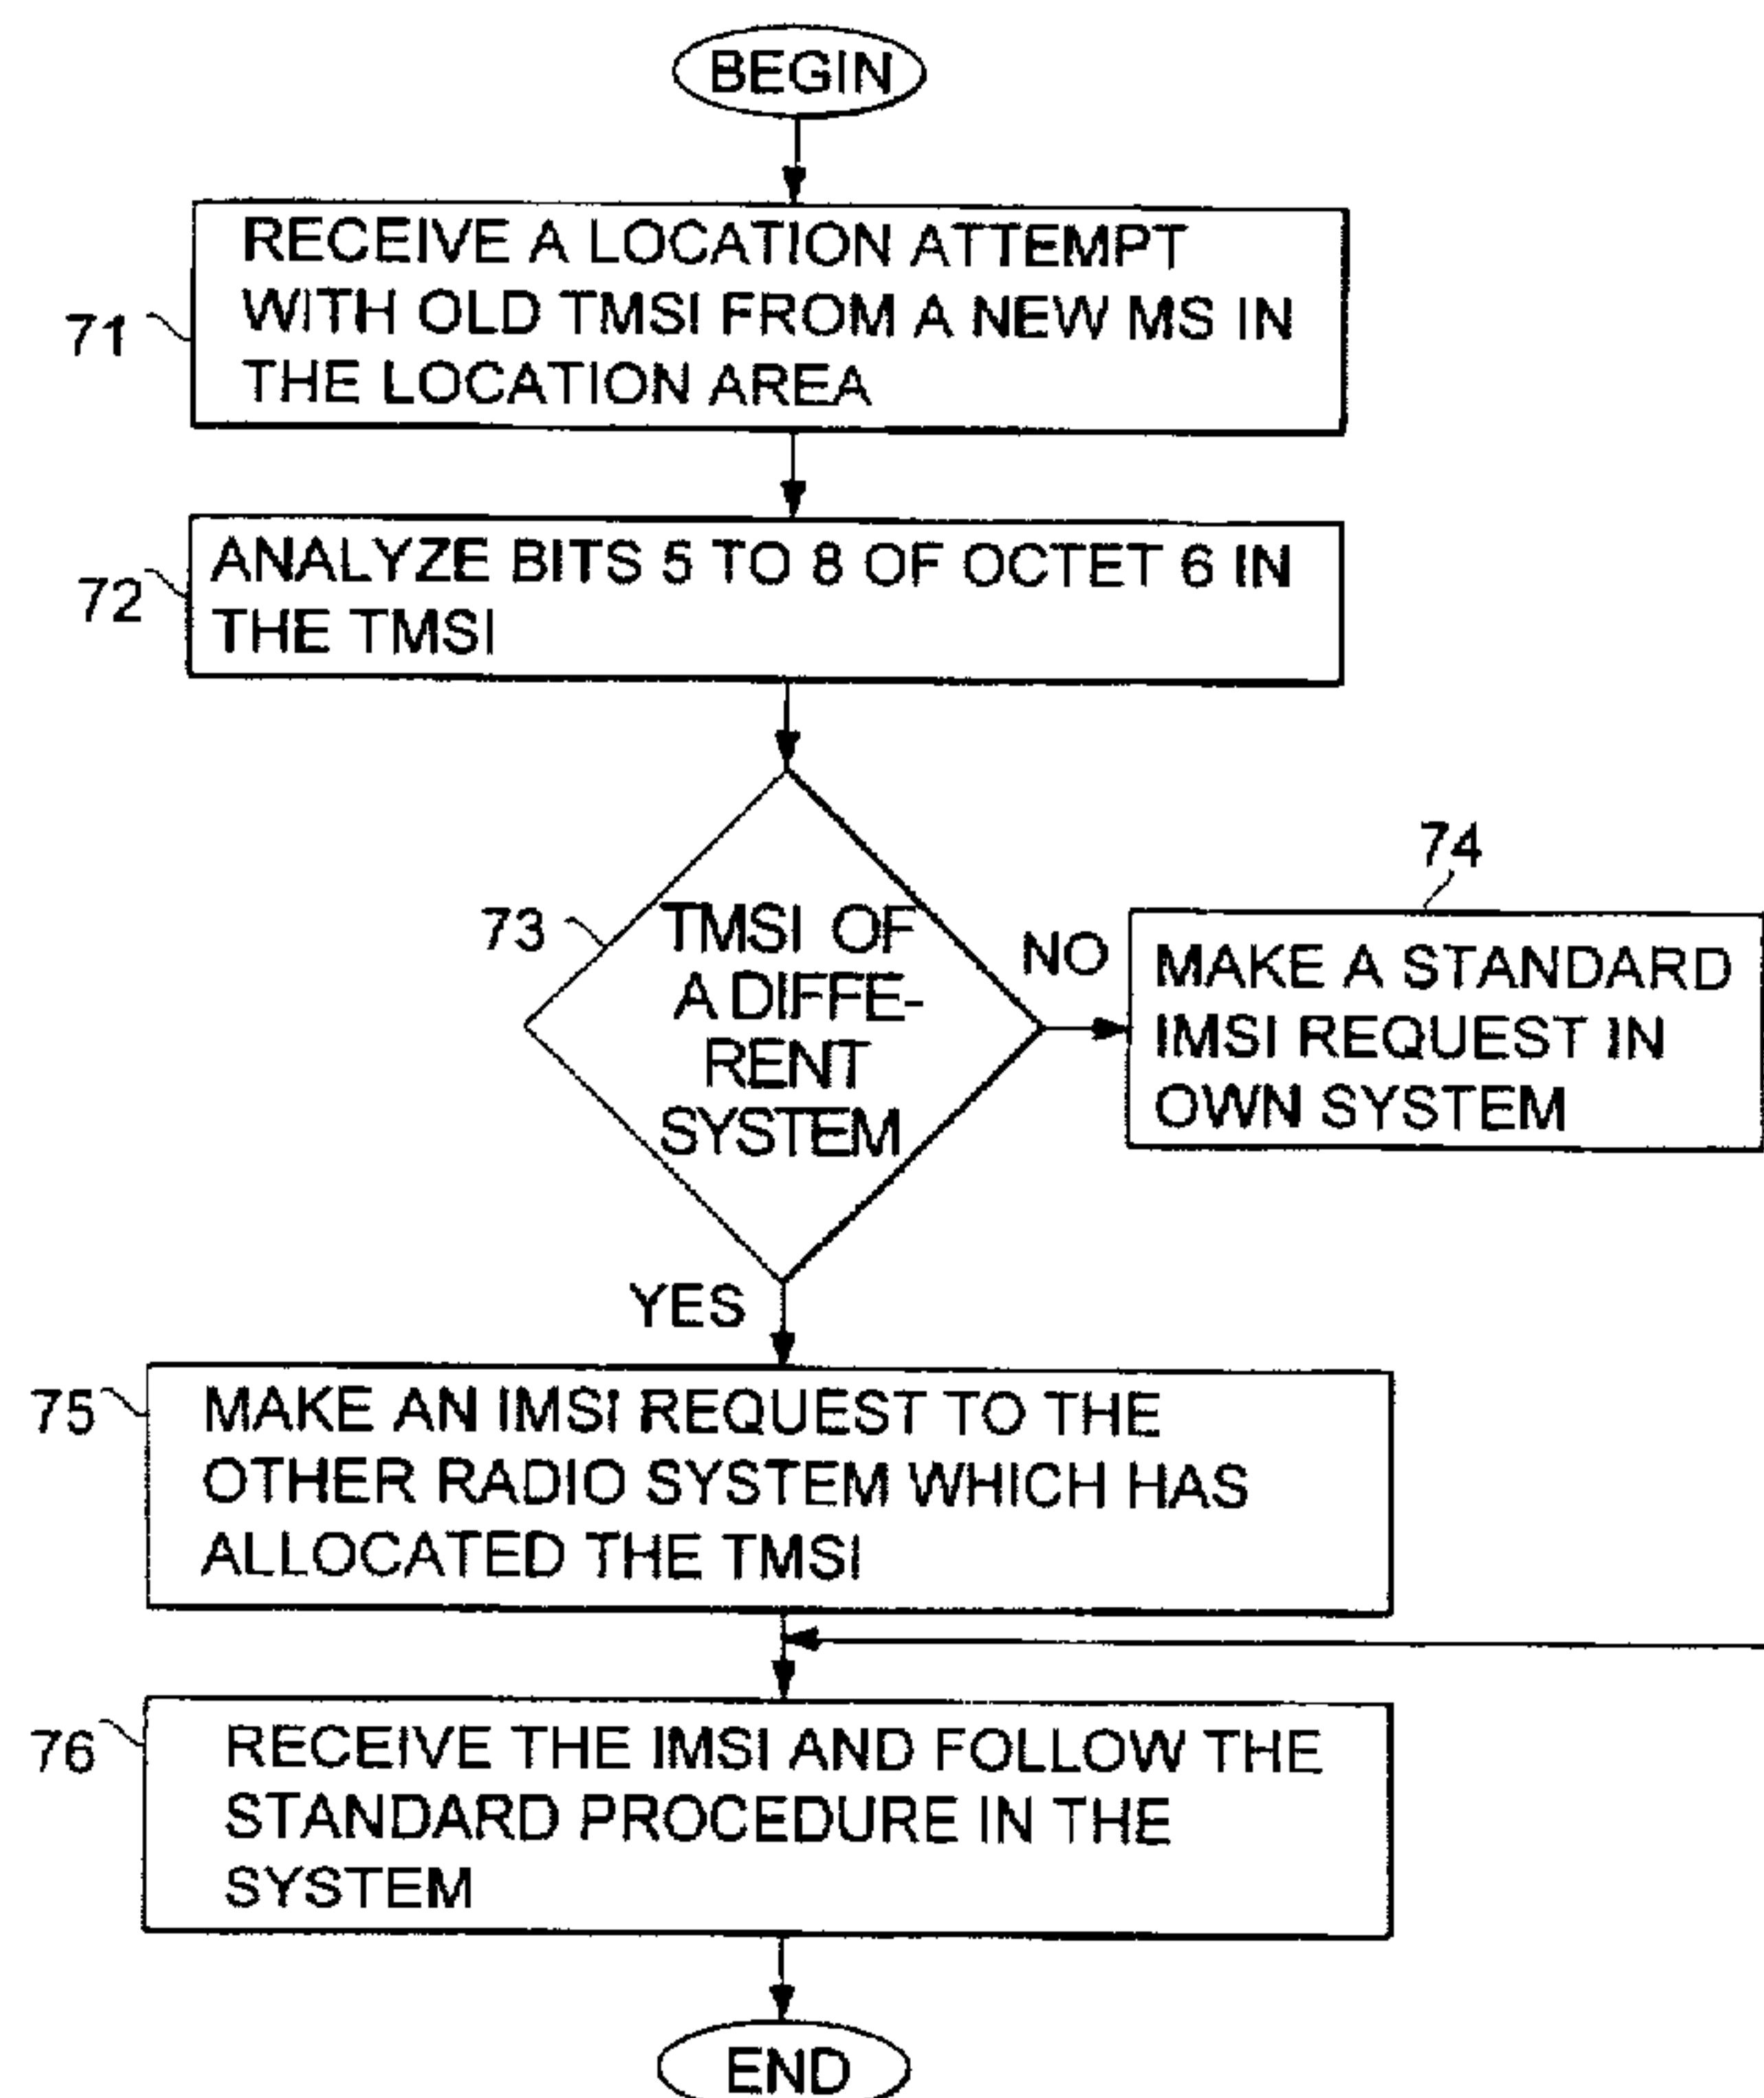 BEGIN
RECEIVE A LOCATION ATTEMPT
WITH OLD TMSI FROM A NEW MS IN
THE LOCATION AREA
71
ANALYZE BITS 5 TO 8 OF OCTET 6 IN
THE TMSI
72
73
TMSI OF
A DIFFE-
RENT
SYSTEM
NO
74
MAKE A STANDARD
IMSI REQUEST IN
OWN SYSTEM
YES
75
MAKE AN IMSI REQUEST TO THE
OTHER RADIO SYSTEM WHICH HAS
ALLOCATED THE TMSI
76
RECEIVE THE IMSI AND FOLLOW THE
STANDARD PROCEDURE IN THE
SYSTEM
END